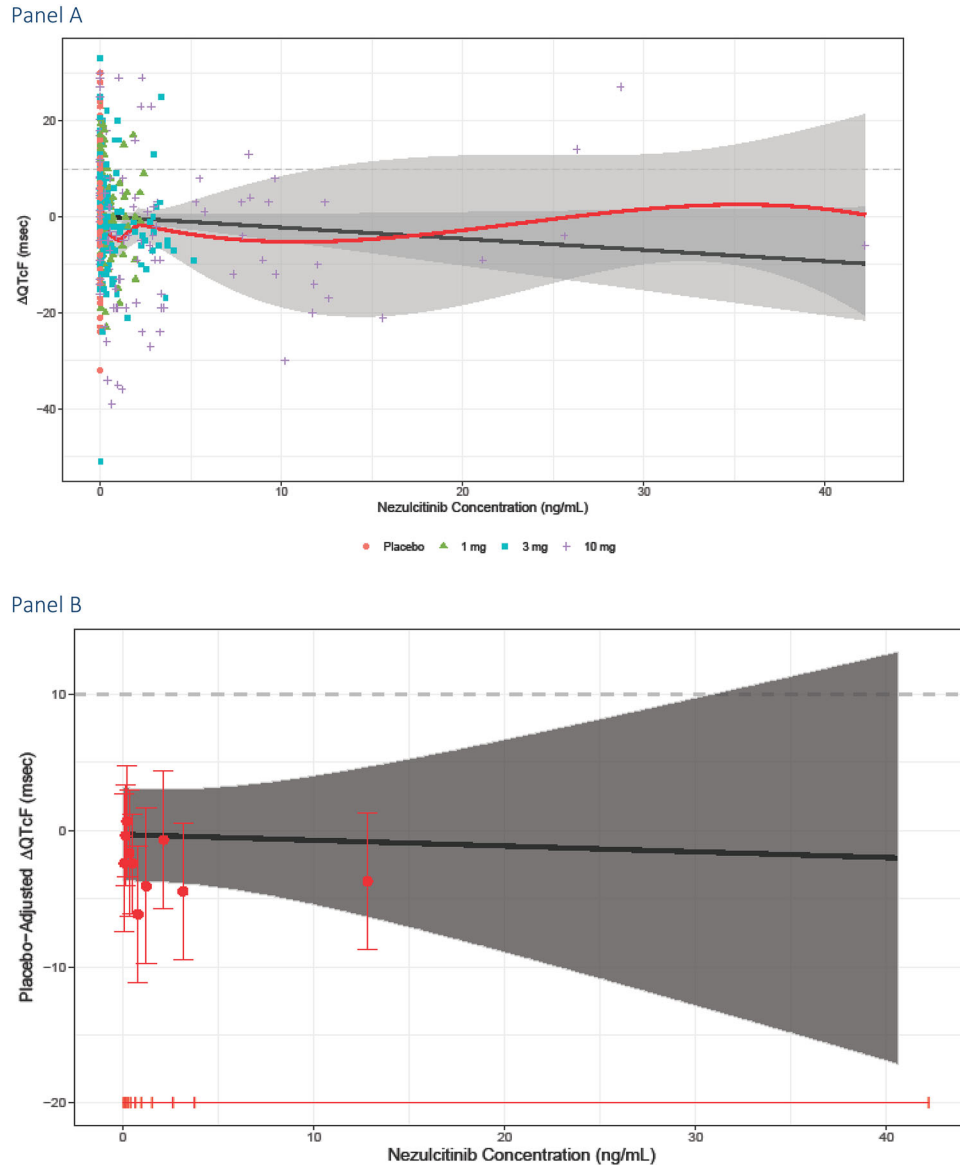 Panel A
20
0
−20
−40
ΔQTcF (msec)
0 10 20 30 40
Nezulcitinib Concentration (ng/mL)
Placebo 1 mg 3 mg 10 mg
Panel B
10
0
−10
−20
Placebo-Adjusted ΔQTcF (msec)
0 10 20 30 40
Nezulcitinib Concentration (ng/mL)